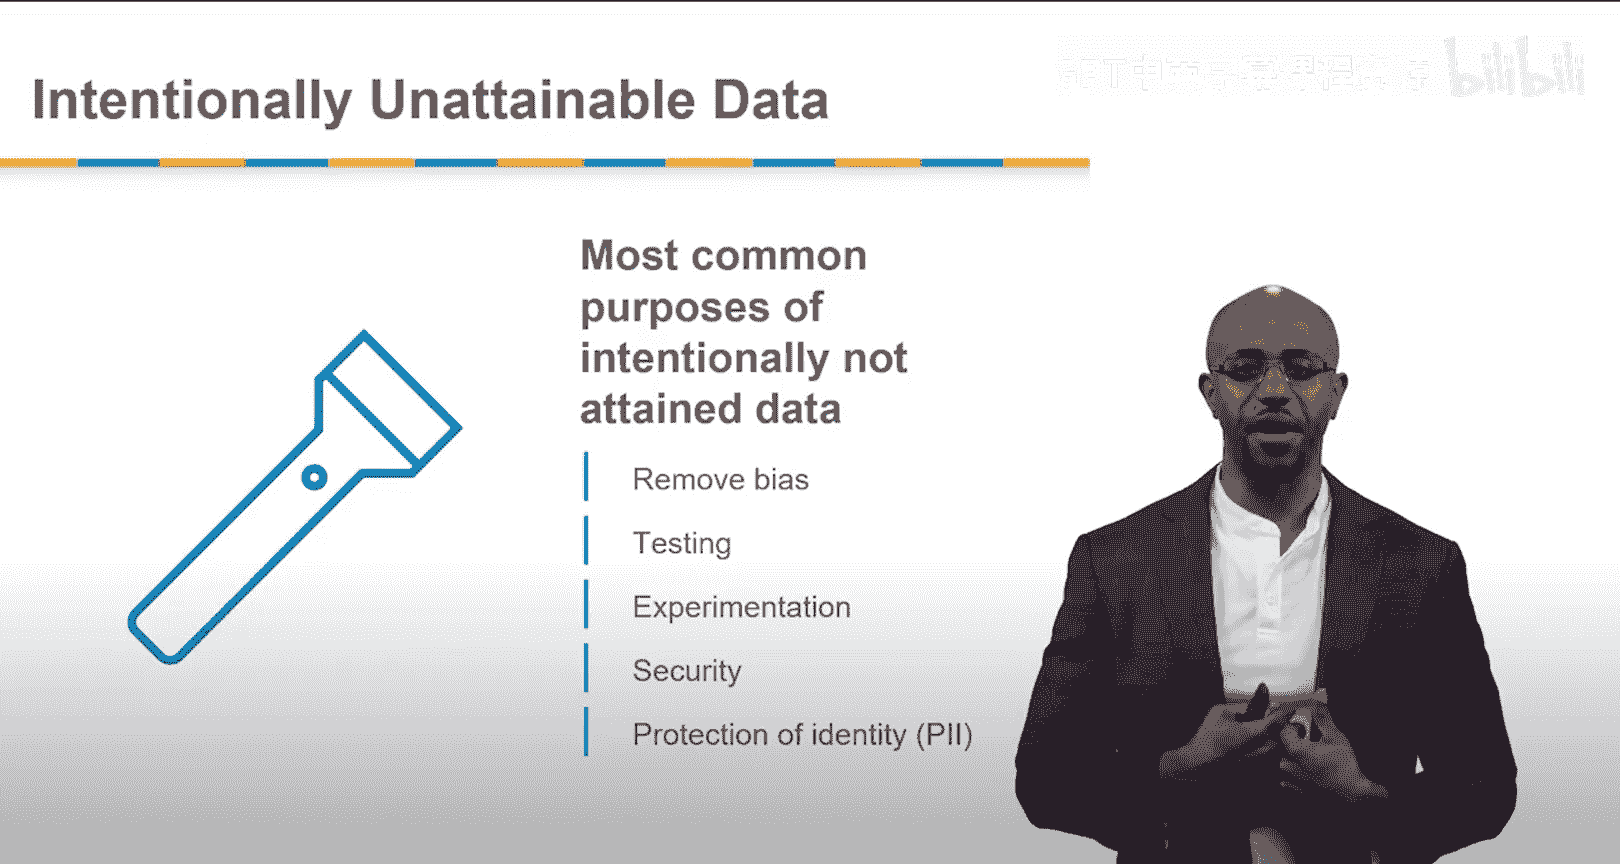 Intentionally Unattainable Data
Most common
purposes of
intentionally not
attained data
Remove bias
Testing
Experimentation
Security
Protection of identity (PII)
bilibili